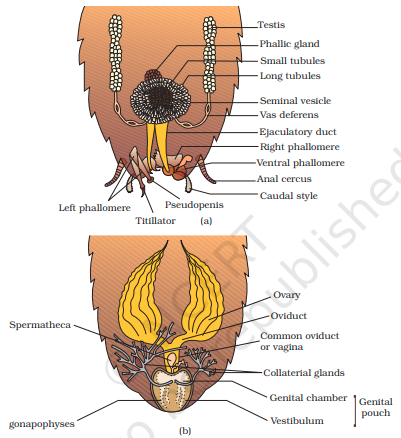 Testis
Phallic gland
Small tubules
Long tubules
Seminal vesicle
Vas deferens
Ejaculatory duct
Right phallomere
Ventral phallomere
Anal cercus
Caudal style
Left phallomere
Pseudopenis
Titillator
(a)
Ovary
Oviduct
Spermatheca
Common oviduct
or vagina
Collaterial glands
Genital chamber
Genital
pouch
Vestibulum
gonapophyses
(b)
NCERT
republished